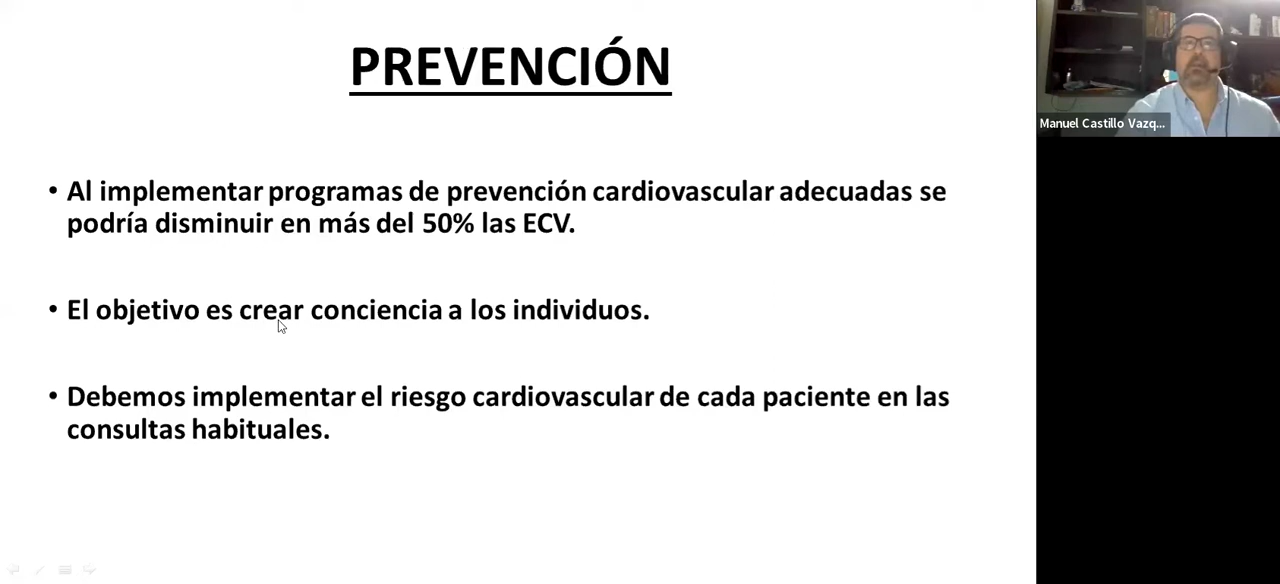 PREVENCIÓN
Manuel Castillo Vazq...
• Al implementar programas de prevención cardiovascular adecuadas se
podría disminuir en más del 50% las ECV.
• El objetivo es crear conciencia a los individuos.
• Debemos implementar el riesgo cardiovascular de cada paciente en las
consultas habituales.